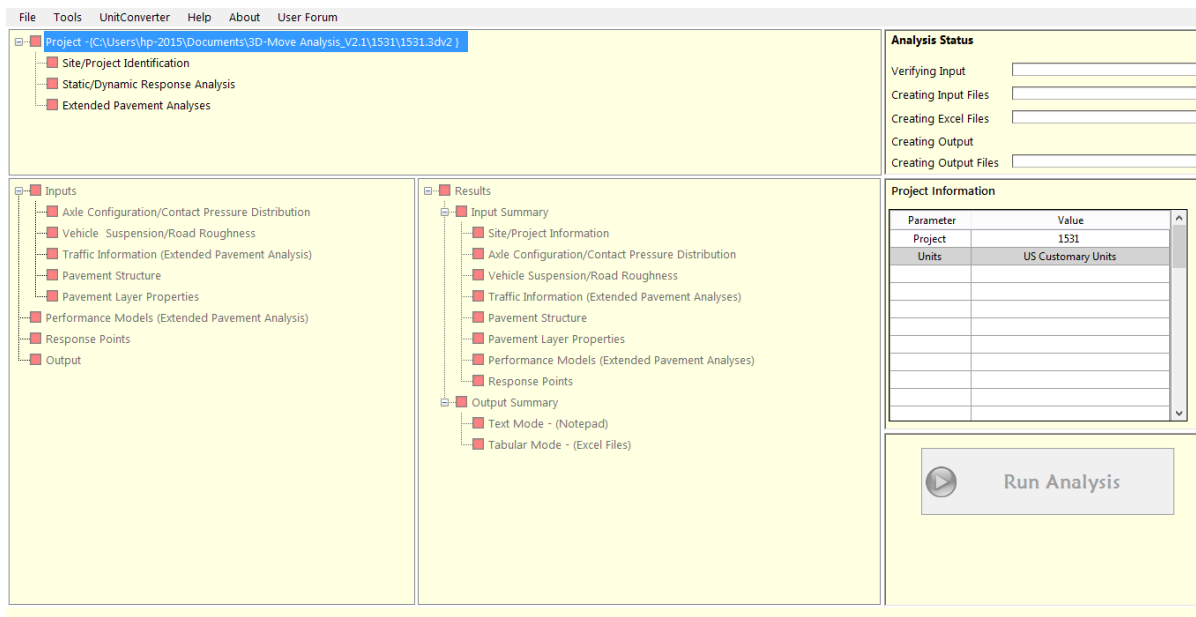 File Tools UnitConverter Help About User Forum
Project -{C:\Users\hp-2015\Documents\3D-Move Analysis_V2.1\1531\1531.3dv2 }
Site/Project Identification
Static/Dynamic Response Analysis
Extended Pavement Analyses
Analysis Status
Verifying Input
Creating Input Files
Creating Excel Files
Creating Output
Creating Output Files
Inputs
Axle Configuration/Contact Pressure Distribution
Vehicle Suspension/Road Roughness
Traffic Information (Extended Pavement Analysis)
Pavement Structure
Pavement Layer Properties
Performance Models (Extended Pavement Analysis)
Response Points
Output
Results
Input Summary
Site/Project Information
Axle Configuration/Contact Pressure Distribution
Vehicle Suspension/Road Roughness
Traffic Information (Extended Pavement Analyses)
Pavement Structure
Pavement Layer Properties
Performance Models (Extended Pavement Analyses)
Response Points
Output Summary
Text Mode - (Notepad)
Tabular Mode - (Excel Files)
Project Information
Parameter Value
Project 1531
Units US Customary Units
Run Analysis